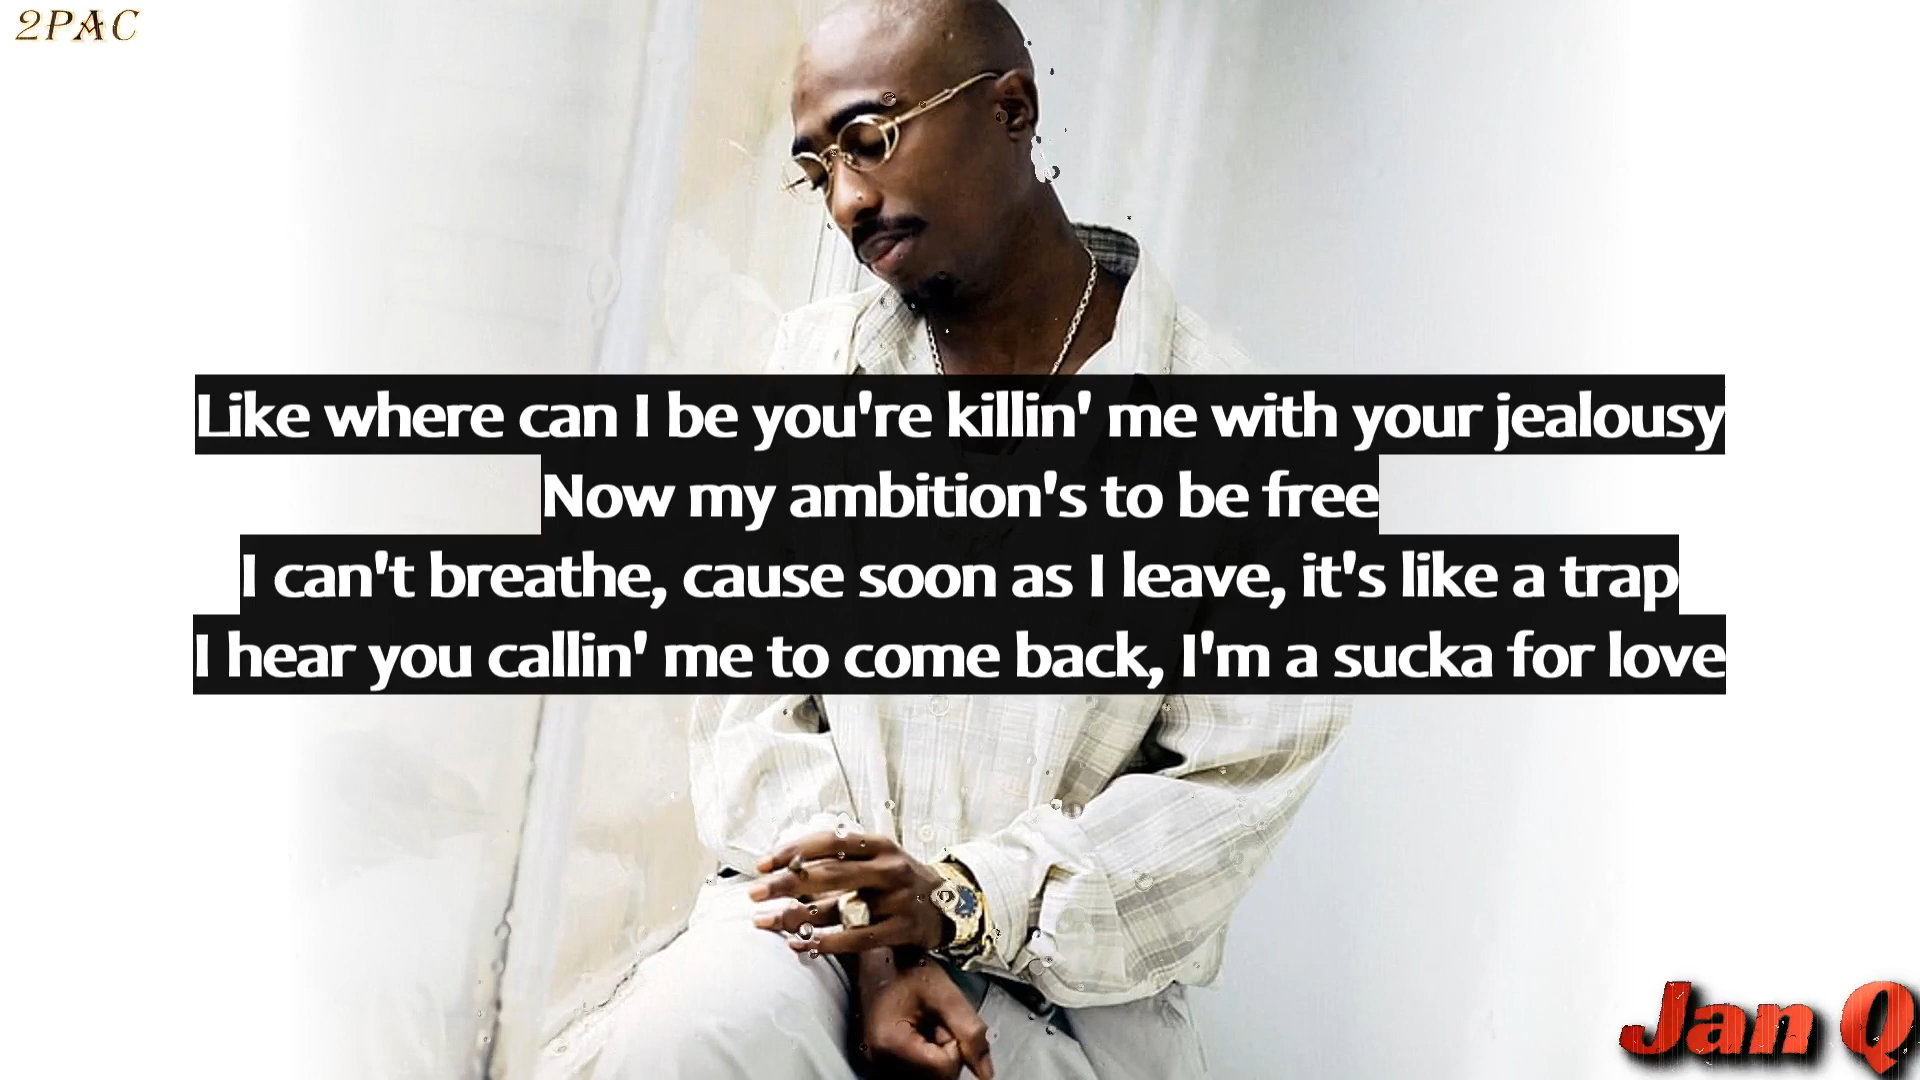 2PAC
Like where can I be you're killin' me with your jealousy
Now my ambition's to be free
I can't breathe, cause soon as I leave, it's like a trap
I hear you callin' me to come back, I'm a sucka for love
Jan Q